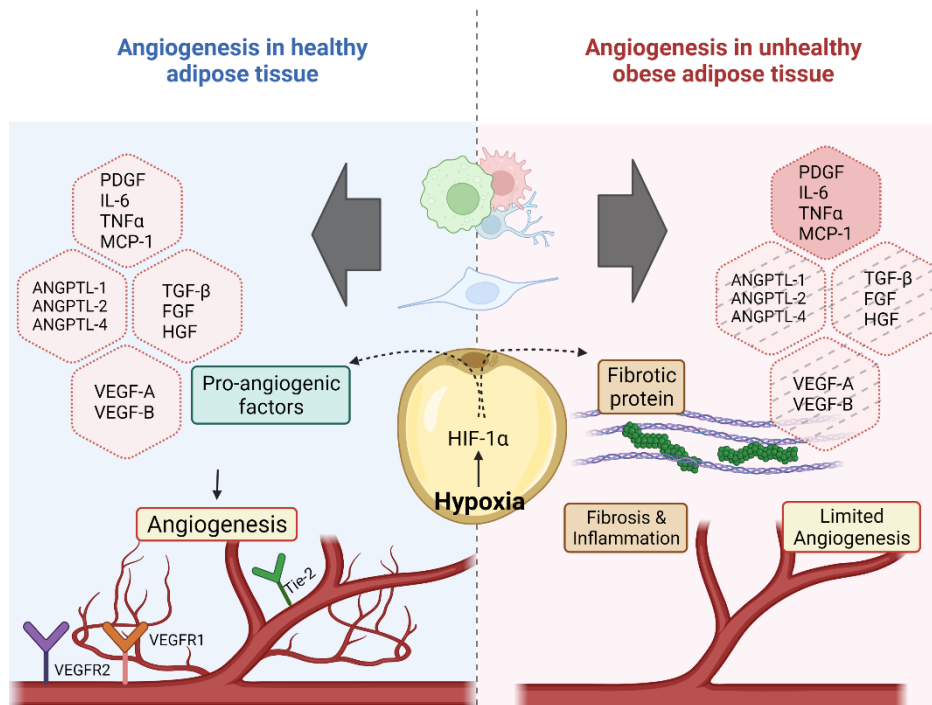 Angiogenesis in healthy
adipose tissue
Angiogenesis in unhealthy
obese adipose tissue
PDGF
IL-6
TNFα
MCP-1
ANGPTL-1
ANGPTL-2
ANGPTL-4
TGF-β
FGF
HGF
VEGF-A
VEGF-B
Pro-angiogenic
factors
Angiogenesis
Tie-2
VEGFR1
VEGFR2
HIF-1α
Hypoxia
PDGF
IL-6
TNFα
MCP-1
ANGPTL-1
ANGPTL-2
ANGPTL-4
TGF-β
FGF
HGF
VEGF-A
VEGF-B
Fibrotic
protein
Fibrosis &
Inflammation
Limited
Angiogenesis